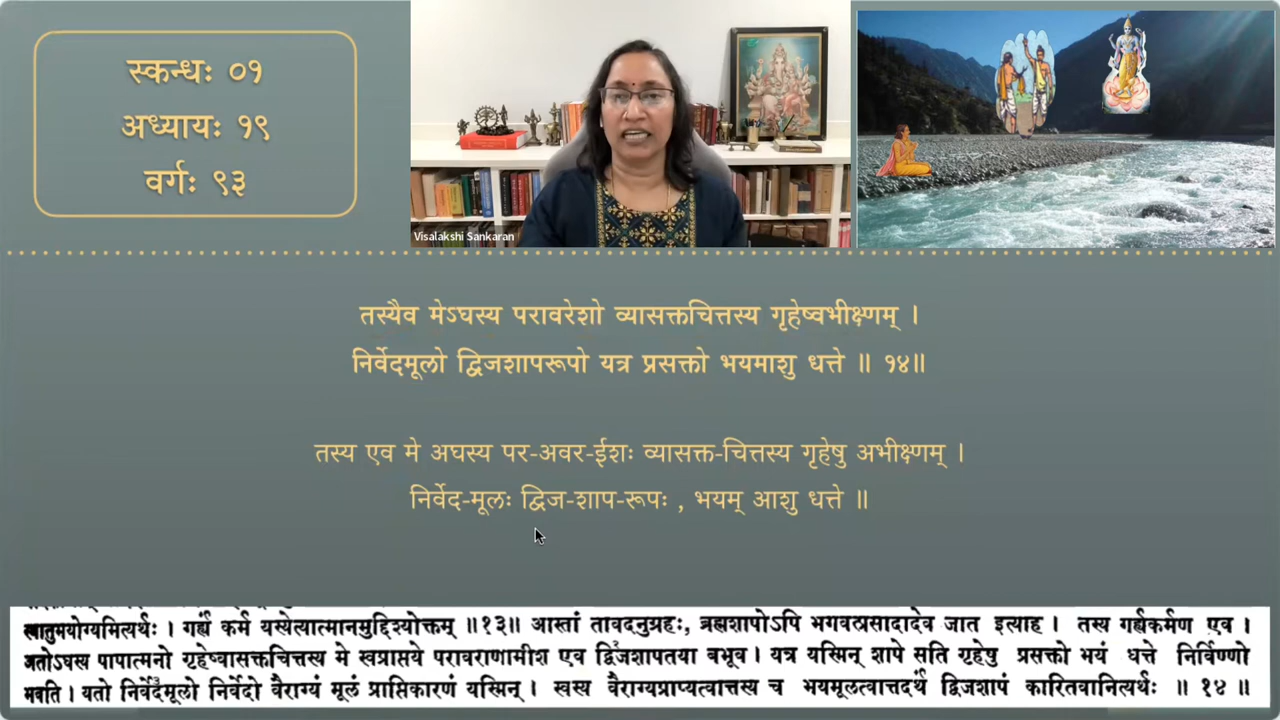 स्कन्धः ०१
अध्यायः १९
वर्गः ९३
Visalakshi Sankaran
तस्यैव मेऽघस्य परावरेशो व्यासक्तचित्तस्य गृहेष्वभीक्ष्णम् ।
निर्वेदमूलो द्विजशापरूपो यत्र प्रसक्तो भयमाशु धत्ते ॥ १४॥
तस्य एव मे अघस्य पर-अवर-ईशः व्यासक्त-चित्तस्य गृहेषु अभीक्ष्णम् ।
निर्वेद-मूलः द्विज-शाप-रूपः , भयम् आशु धत्ते ॥
मयोग्यमित्यर्थः । गर्ह्यं कर्म यस्येत्यात्मानमुद्दिश्योक्तम् ॥१३॥ आस्तां तावदनुग्रहः, ब्रह्मशापोऽपि भगवत्प्रसादादेव जात इत्याह । तस्य गर्ह्यकर्मण एव ।
अतोऽघस्य पापात्मनो गृहेष्वासक्तचित्तस्य मे स्वप्राप्तये परावराणामीश एव द्विजशापतया बभूव । यत्र यस्मिन् शापे सति गृहेषु प्रसक्तो भयं धत्ते निर्विण्णो
भवति । यतो निर्वेदमूलो निर्वेदो वैराग्यं मूलं प्राप्तिकारणं यस्मिन् । स्वस्य वैराग्यप्राप्यत्वात्तस्य च भयमूलत्वात्तदर्थं द्विजशापं कारितवानित्यर्थः ॥ १४ ॥